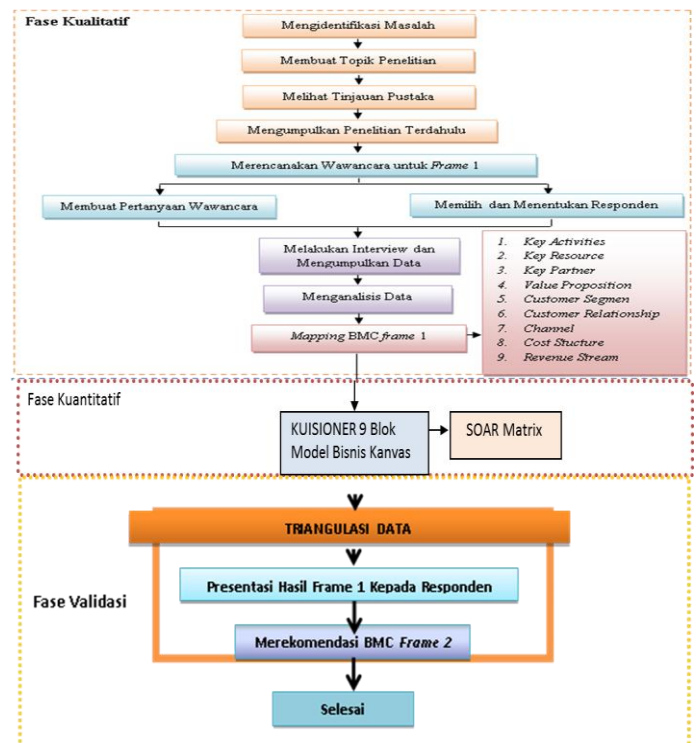 Fase Kualitatif
Mengidentifikasi Masalah
Membuat Topik Penelitian
Melihat Tinjauan Pustaka
Mengumpulkan Penelitian Terdahulu
Merencanakan Wawancara untuk Frame 1
Membuat Pertanyaan Wawancara
Memilih dan Menentukan Responden
Melakukan Interview dan
Mengumpulkan Data
Menganalisis Data
Mapping BMC frame 1
1. Key Activities
2. Key Resource
3. Key Partner
4. Value Proposition
5. Customer Segmen
6. Customer Relationship
7. Channel
8. Cost Stucture
9. Revenue Stream
Fase Kuantitatif
KUISIONER 9 Blok
Model Bisnis Kanvas
SOAR Matrix
TRIANGULASI DATA
Presentasi Hasil Frame 1 Kepada Responden
Fase Validasi
Merekomendasi BMC Frame 2
Selesai